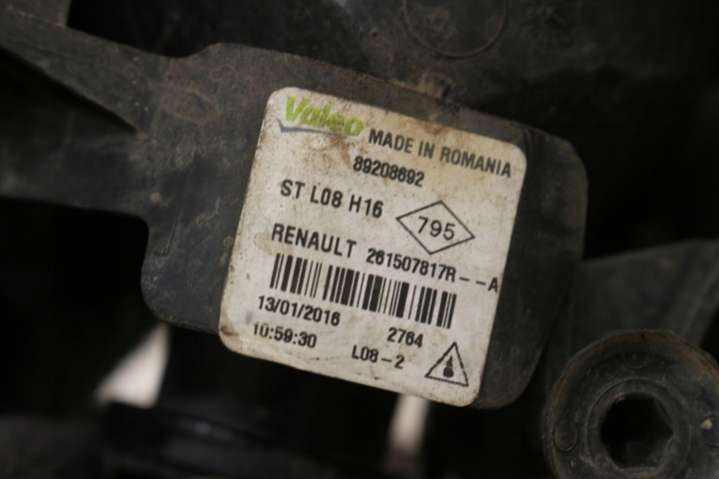 Valeo MADE IN ROMANIA
89208692
ST L08 H16
795
RENAULT 261507817R--A
13/01/2016 2764
10:59:30 L08-2